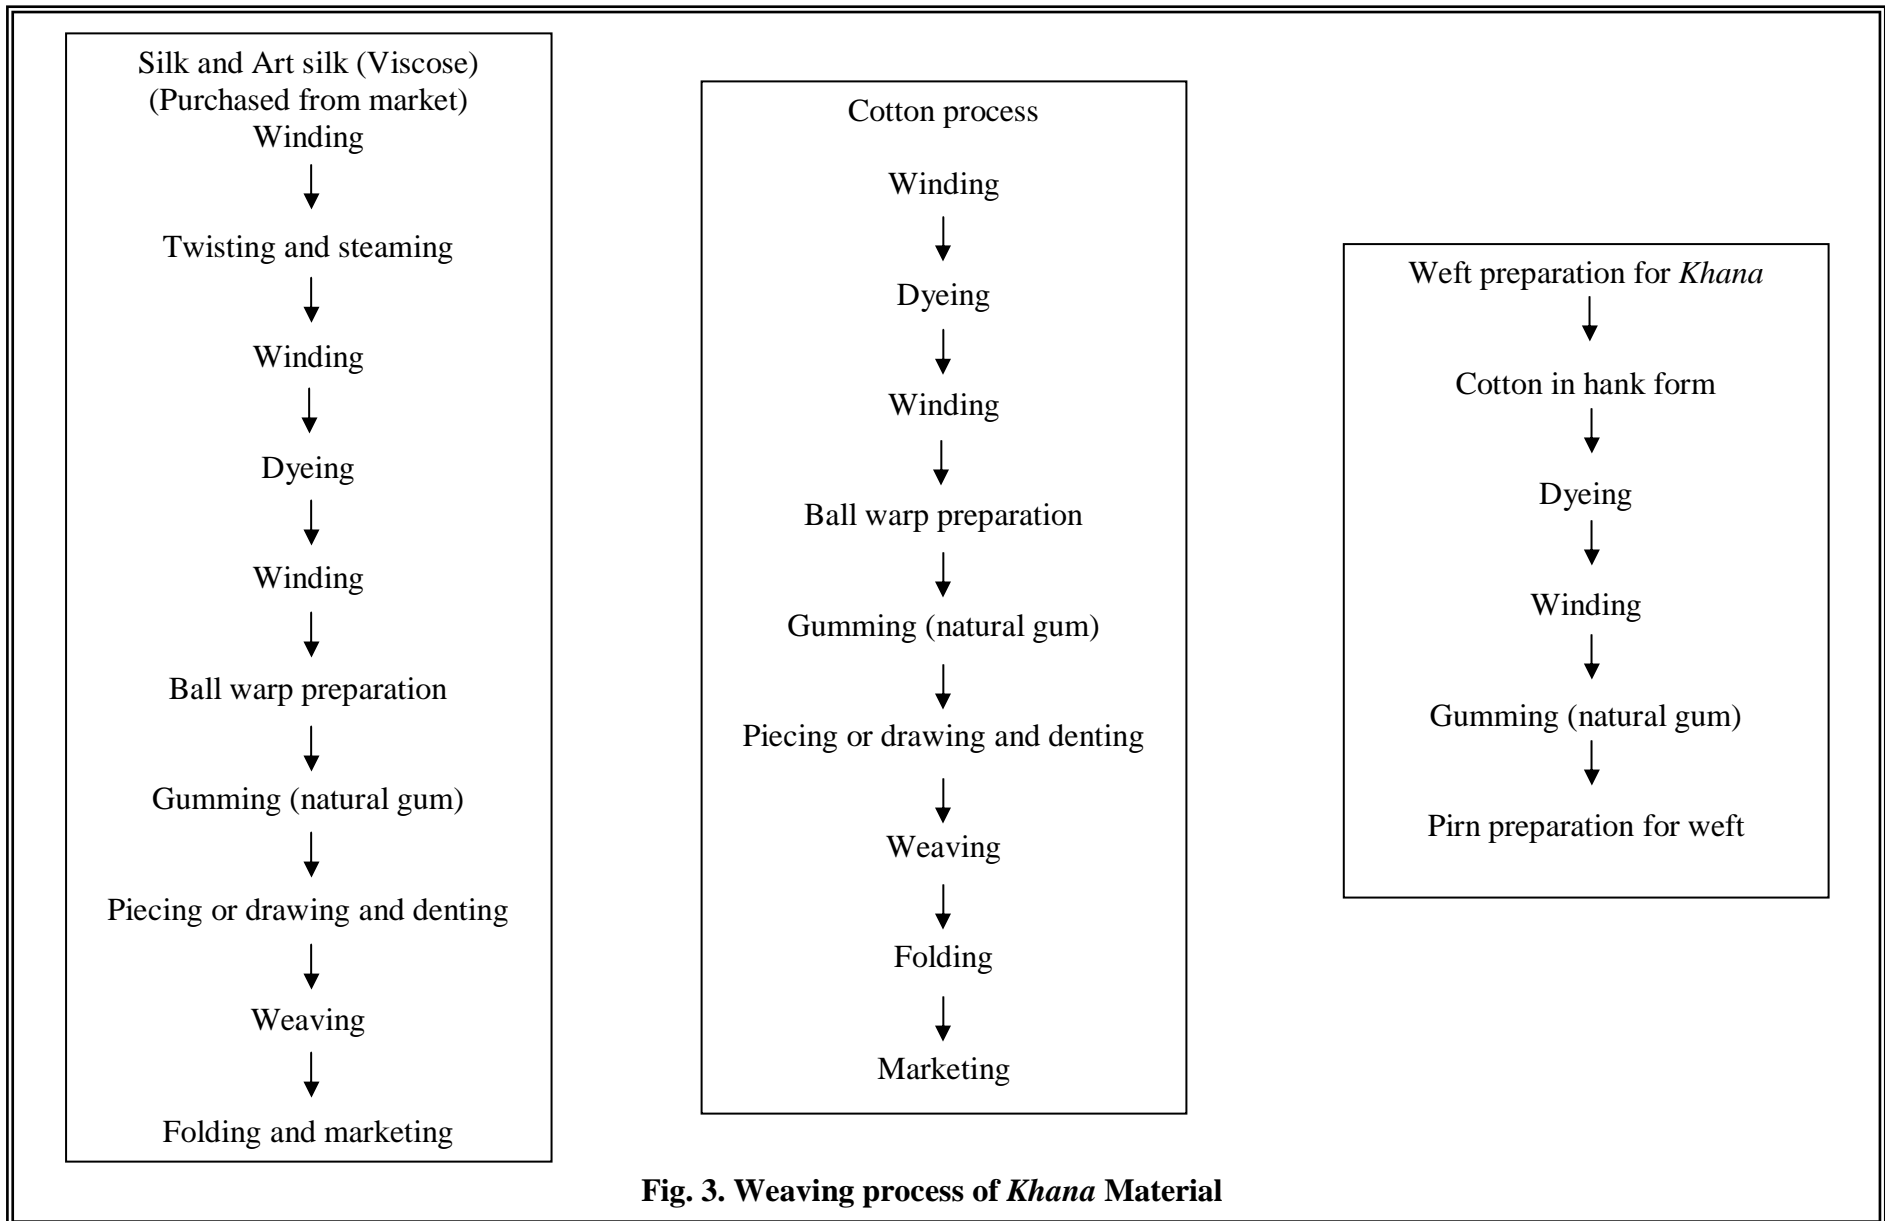 Silk and Art silk (Viscose)
(Purchased from market)
Winding
Twisting and steaming
Winding
Dyeing
Winding
Ball warp preparation
Gumming (natural gum)
Piecing or drawing and denting
Weaving
Folding and marketing
Cotton process
Winding
Dyeing
Winding
Ball warp preparation
Gumming (natural gum)
Piecing or drawing and denting
Weaving
Folding
Marketing
Weft preparation for Khana
Cotton in hank form
Dyeing
Winding
Gumming (natural gum)
Pirn preparation for weft
Fig. 3. Weaving process of Khana Material